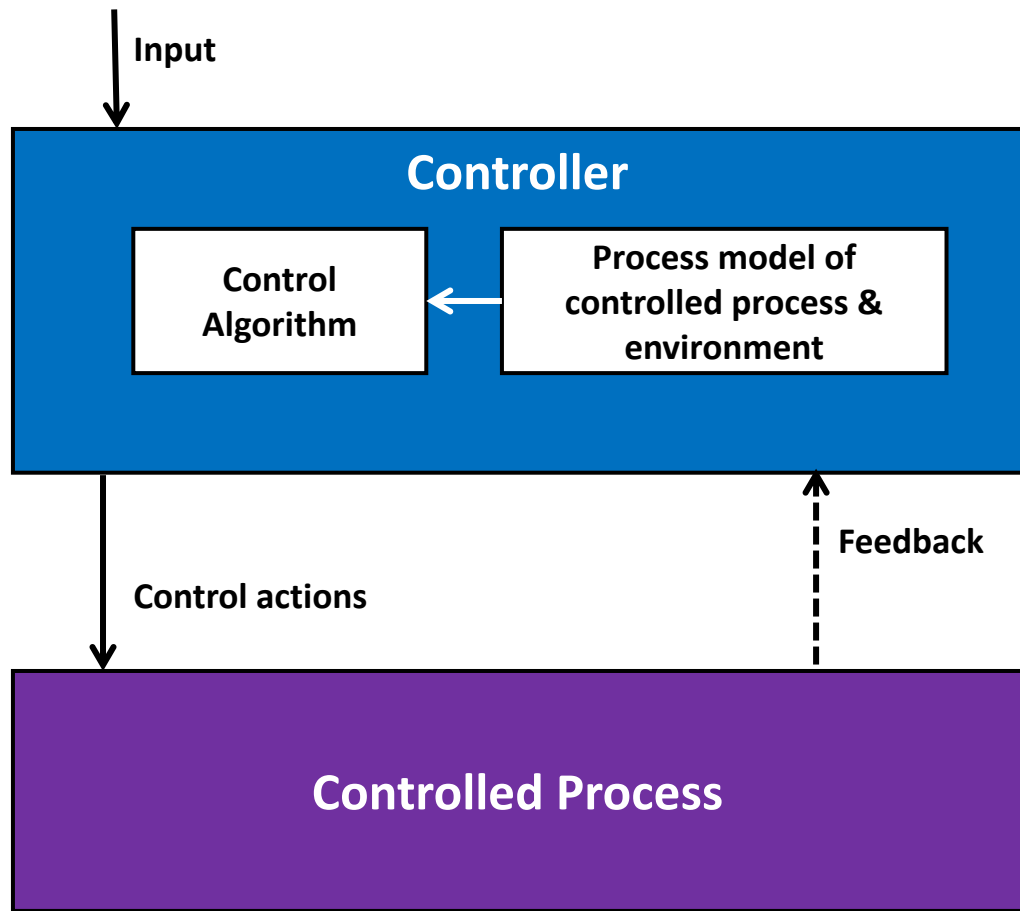 Input
Controller
Control
Algorithm
Process model of
controlled process &
environment
Feedback
Control actions
Controlled Process